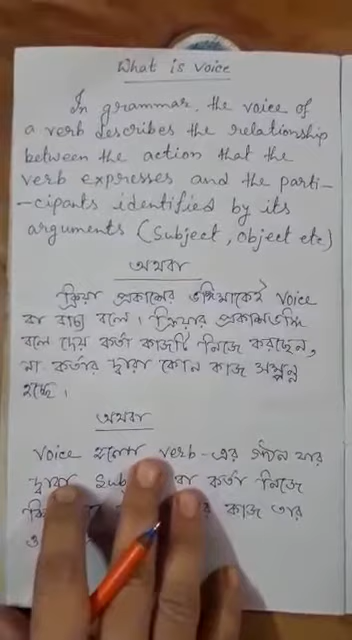 What is voice
In grammar, the voice of
a verb describes the relationship
between the action that the
verb expresses and the parti-
-cipants identified by its
arguments (Subject, object etc)
অথবা
ক্রিয়া প্রকাশের ভঙ্গিমাকেই voice
বা বাচ্য বলে। ক্রিয়ার প্রকাশভঙ্গি
বলে দেয় কর্তা কাজটি নিজে করছেন,
না কর্তার দ্বারা কোন কাজ সম্পন্ন
হচ্ছে।
অথবা
voice হলো verb-এর
দ্বারা কর্তা নিজে
কাজ তার